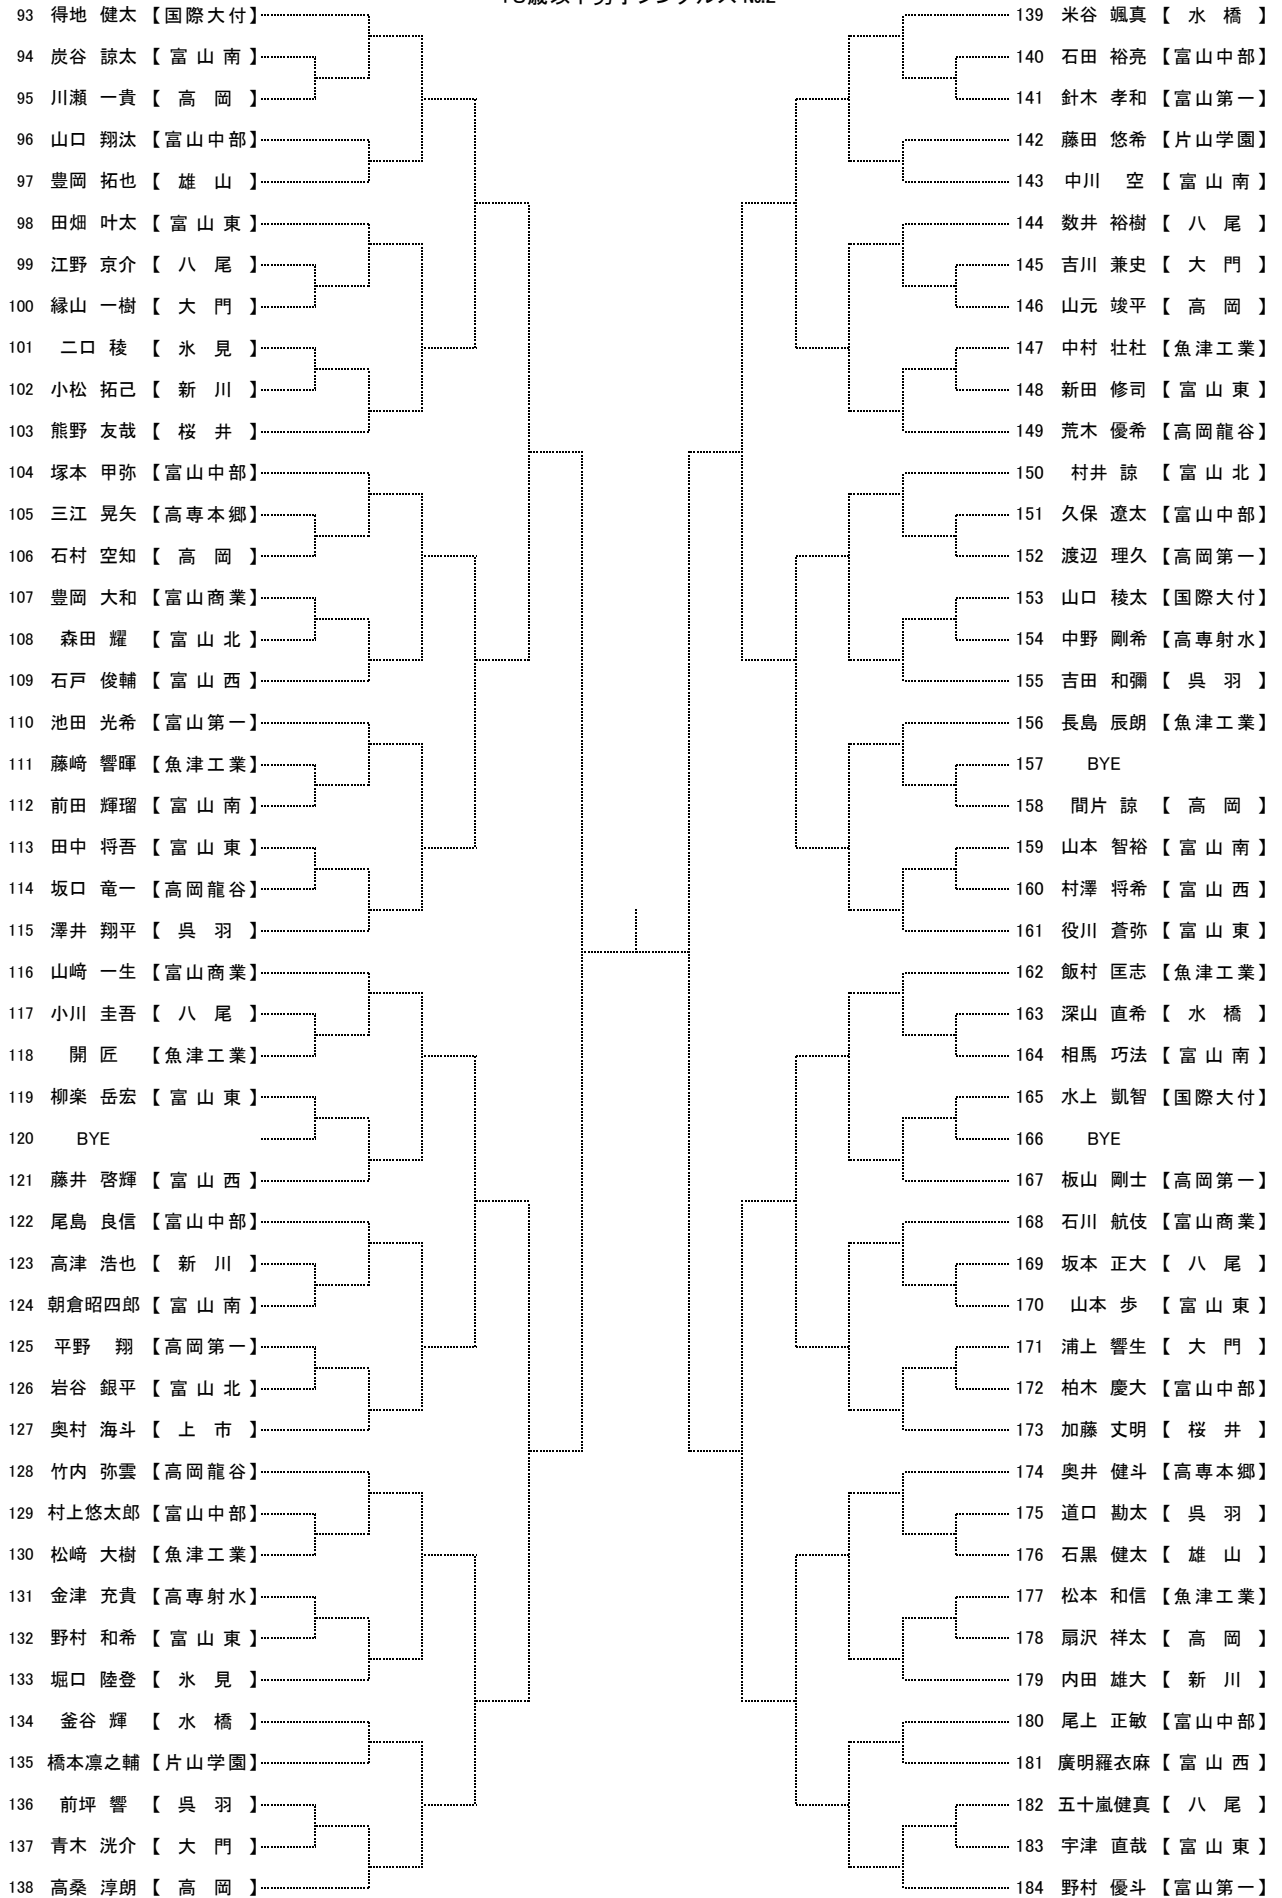 93 得地 健太 【国際大付】
94 炭谷 諒太 【富山南】
95 川瀬 一貴 【高岡】
96 山口 翔汰 【富山中部】
97 豊岡 拓也 【雄山】
98 田畑 叶太 【富山東】
99 江野 京介 【八尾】
100 縁山 一樹 【大門】
101 二口 稜 【氷見】
102 小松 拓己 【新川】
103 熊野 友哉 【桜井】
104 塚本 甲弥 【富山中部】
105 三江 晃矢 【高専本郷】
106 石村 空知 【高岡】
107 豊岡 大和 【富山商業】
108 森田 耀 【富山北】
109 石戸 俊輔 【富山西】
110 池田 光希 【富山第一】
111 藤﨑 響暉 【魚津工業】
112 前田 輝瑠 【富山南】
113 田中 将吾 【富山東】
114 坂口 竜一 【高岡龍谷】
115 澤井 翔平 【呉羽】
116 山﨑 一生 【富山商業】
117 小川 圭吾 【八尾】
118 開 匠 【魚津工業】
119 柳楽 岳宏 【富山東】
120 BYE
121 藤井 啓輝 【富山西】
122 尾島 良信 【富山中部】
123 高津 浩也 【新川】
124 朝倉昭四郎 【富山南】
125 平野 翔 【高岡第一】
126 岩谷 銀平 【富山北】
127 奥村 海斗 【上市】
128 竹内 弥雲 【高岡龍谷】
129 村上悠太郎 【富山中部】
130 松﨑 大樹 【魚津工業】
131 金津 充貴 【高専射水】
132 野村 和希 【富山東】
133 堀口 陸登 【氷見】
134 釜谷 輝 【水橋】
135 橋本凛之輔 【片山学園】
136 前坪 響 【呉羽】
137 青木 洸介 【大門】
138 高桑 淳朗 【高岡】
139 米谷 颯真 【水橋】
140 石田 裕亮 【富山中部】
141 針木 孝和 【富山第一】
142 藤田 悠希 【片山学園】
143 中川 空 【富山南】
144 数井 裕樹 【八尾】
145 吉川 兼史 【大門】
146 山元 竣平 【高岡】
147 中村 壮杜 【魚津工業】
148 新田 修司 【富山東】
149 荒木 優希 【高岡龍谷】
150 村井 諒 【富山北】
151 久保 遼太 【富山中部】
152 渡辺 理久 【高岡第一】
153 山口 稜太 【国際大付】
154 中野 剛希 【高専射水】
155 吉田 和彌 【呉羽】
156 長島 辰朗 【魚津工業】
157 BYE
158 間片 諒 【高岡】
159 山本 智裕 【富山南】
160 村澤 将希 【富山西】
161 役川 蒼弥 【富山東】
162 飯村 匡志 【魚津工業】
163 深山 直希 【水橋】
164 相馬 巧法 【富山南】
165 水上 凱智 【国際大付】
166 BYE
167 板山 剛士 【高岡第一】
168 石川 航伎 【富山商業】
169 坂本 正大 【八尾】
170 山本 歩 【富山東】
171 浦上 響生 【大門】
172 柏木 慶大 【富山中部】
173 加藤 丈明 【桜井】
174 奥井 健斗 【高専本郷】
175 道口 勘太 【呉羽】
176 石黒 健太 【雄山】
177 松本 和信 【魚津工業】
178 扇沢 祥太 【高岡】
179 内田 雄大 【新川】
180 尾上 正敏 【富山中部】
181 廣明羅衣麻 【富山西】
182 五十嵐健真 【八尾】
183 宇津 直哉 【富山東】
184 野村 優斗 【富山第一】